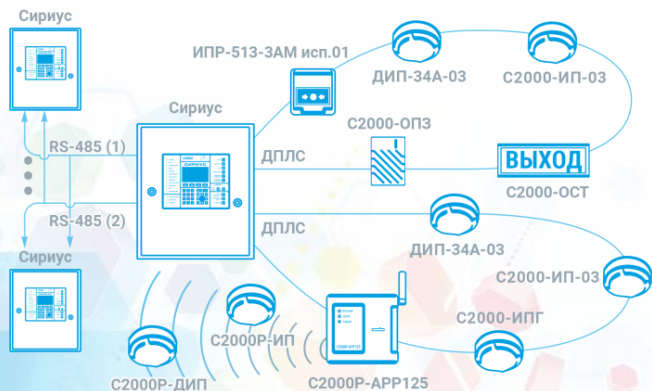 Сириус
ИПР-513-3АМ исп.01
ДИП-34А-03
С2000-ИП-03
Сириус
С2000-ОПЗ
RS-485 (1)
ДПЛС
ВЫХОД
С2000-ОСТ
СИРИУС
RS-485 (2)
ДПЛС
ДИП-34А-03
Сириус
С2000-ИП-03
С2000Р-ИП
С2000-ИПГ
С2000Р-ДИП
С2000Р-АРР125